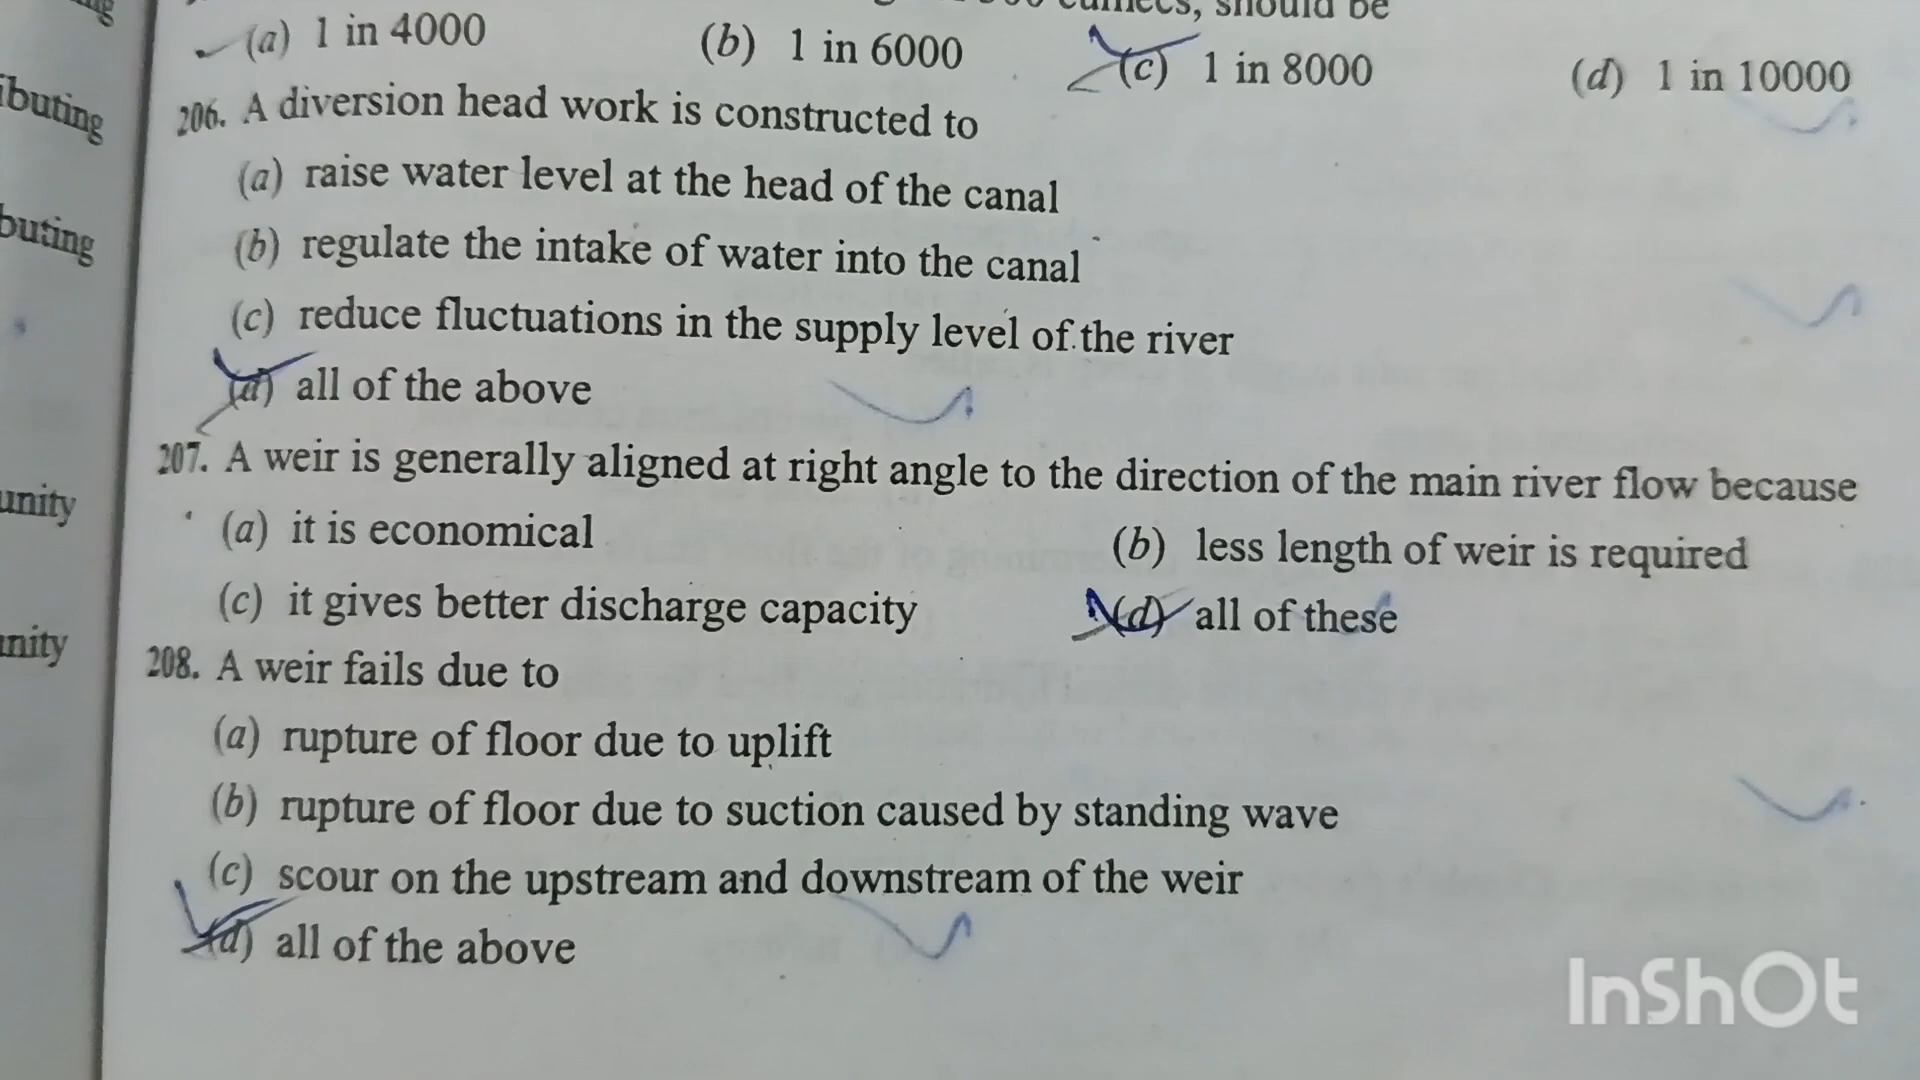 cumecs, should be
(a) 1 in 4000 (b) 1 in 6000 (c) 1 in 8000 (d) 1 in 10000
ibuting
206. A diversion head work is constructed to
(a) raise water level at the head of the canal
buting
(b) regulate the intake of water into the canal
(c) reduce fluctuations in the supply level of the river
(d) all of the above
207. A weir is generally aligned at right angle to the direction of the main river flow because
unity
(a) it is economical (b) less length of weir is required
(c) it gives better discharge capacity (d) all of these
nity
208. A weir fails due to
(a) rupture of floor due to uplift
(b) rupture of floor due to suction caused by standing wave
(c) scour on the upstream and downstream of the weir
(d) all of the above
InShOt